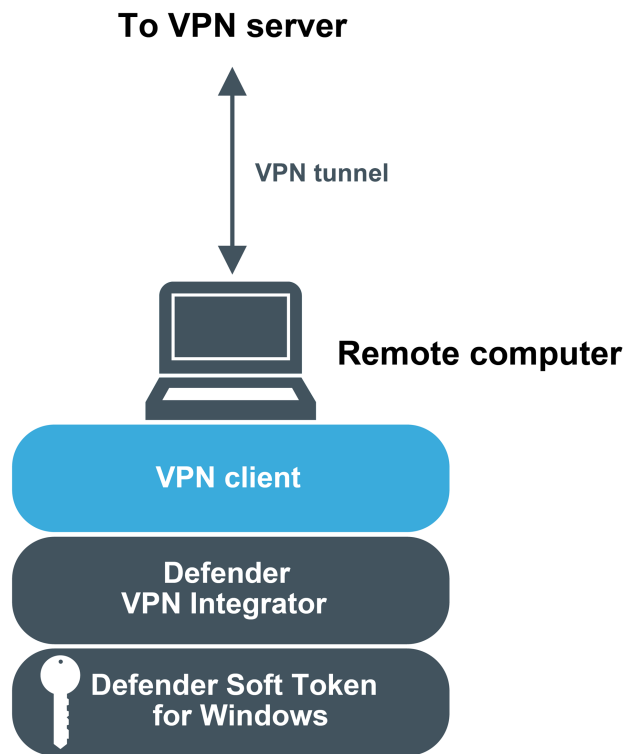 To VPN server
VPN tunnel
Remote computer
VPN client
Defender
VPN Integrator
Defender Soft Token
for Windows